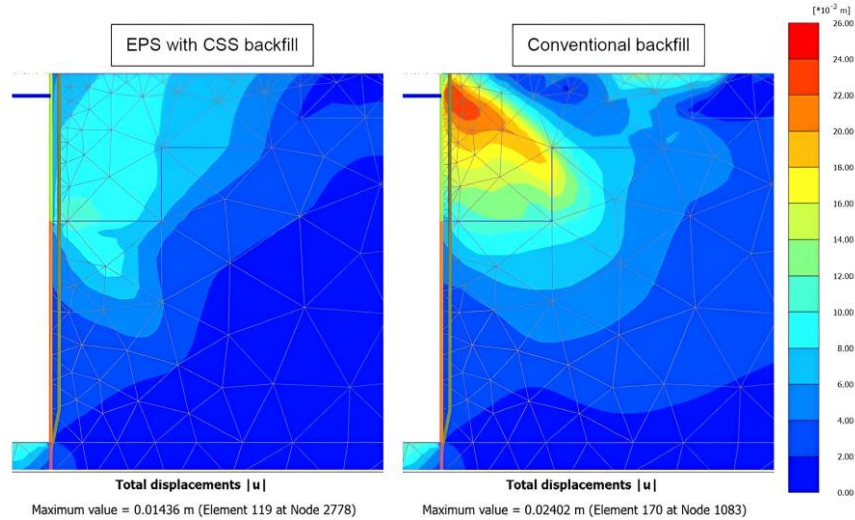 [*10⁻³ m]
EPS with CSS backfill
Conventional backfill
26.00
24.00
22.00
20.00
18.00
16.00
14.00
12.00
10.00
8.00
6.00
4.00
2.00
0.00
Total displacements |u|
Maximum value = 0.01436 m (Element 119 at Node 2778)
Total displacements |u|
Maximum value = 0.02402 m (Element 170 at Node 1083)